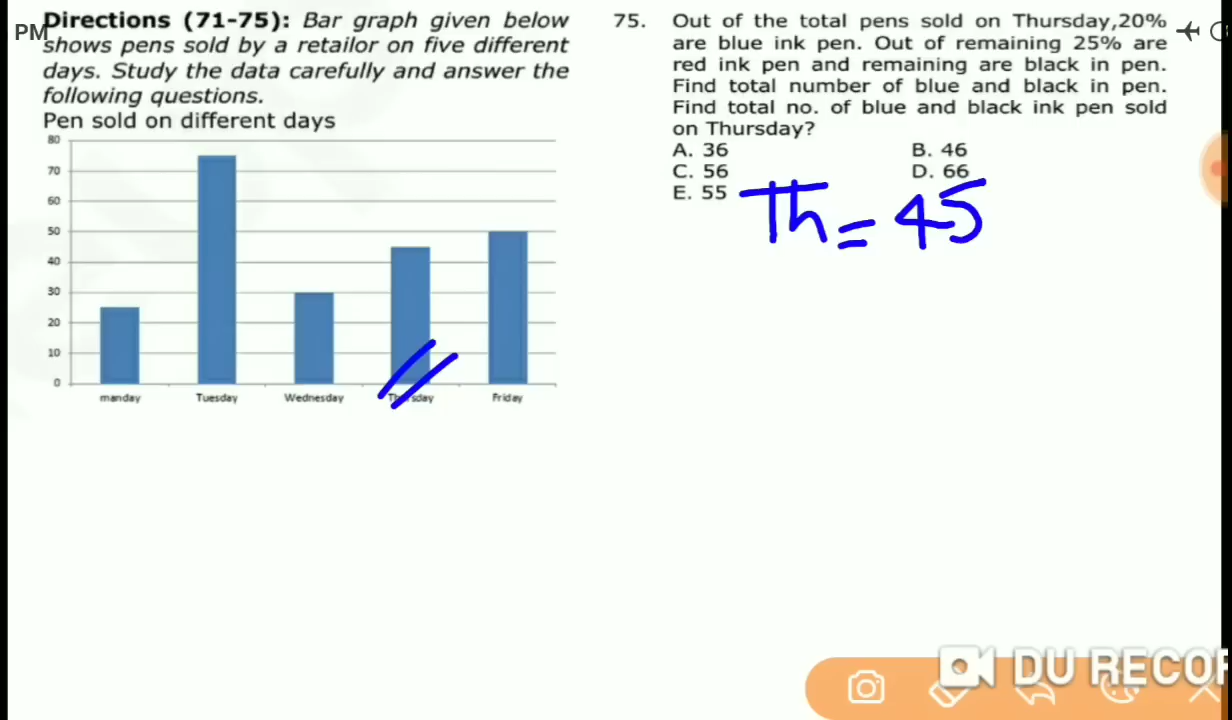 PM
Directions (71-75): Bar graph given below
shows pens sold by a retailor on five different
days. Study the data carefully and answer the
following questions.
Pen sold on different days
80
70
60
50
40
30
20
10
0
manday Tuesday Wednesday Thursday Friday
75. Out of the total pens sold on Thursday,20%
are blue ink pen. Out of remaining 25% are
red ink pen and remaining are black in pen.
Find total number of blue and black in pen.
Find total no. of blue and black ink pen sold
on Thursday?
A. 36 B. 46
C. 56 D. 66
E. 55
Th = 45
DU RECOR